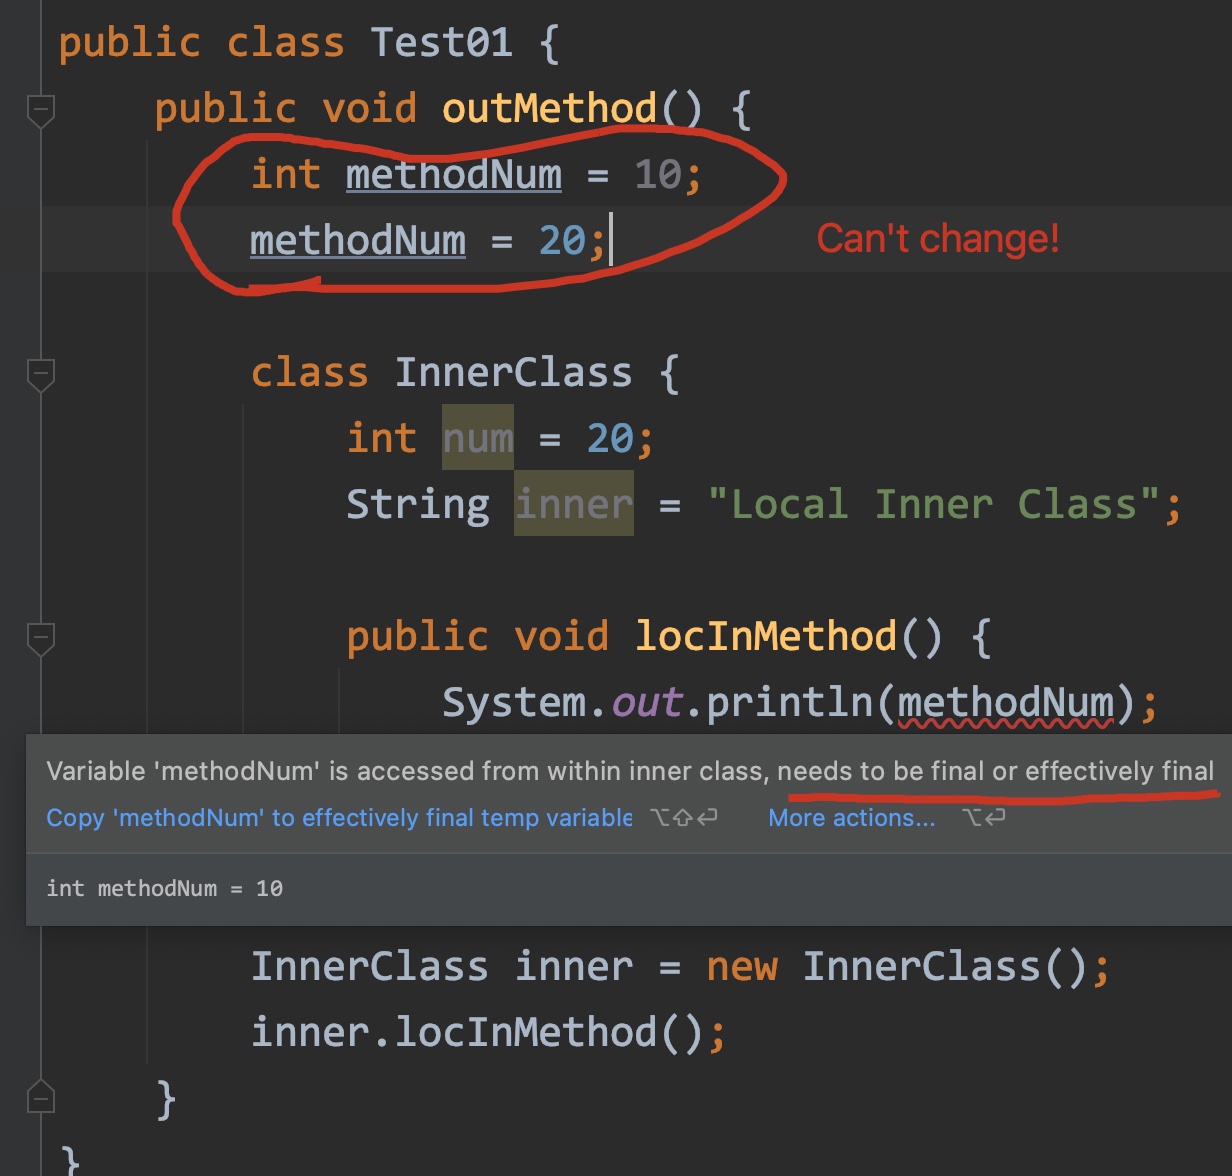 public class Test01 {
public void outMethod() {
int methodNum = 10;
methodNum = 20;
Can't change!
class InnerClass {
int num = 20;
String inner = "Local Inner Class";
public void locInMethod() {
System.out.println(methodNum);
Variable 'methodNum' is accessed from within inner class, needs to be final or effectively final
Copy 'methodNum' to effectively final temp variable ⌥⇧⏎ More actions... ⌥⏎
int methodNum = 10
InnerClass inner = new InnerClass();
inner.locInMethod();
}
}